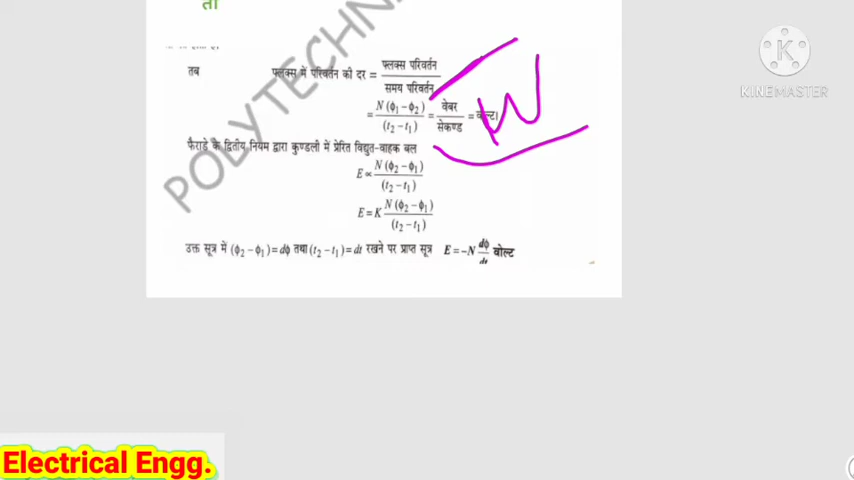 ता
तब फ्लक्स में परिवर्तन की दर = फ्लक्स परिवर्तन / समय परिवर्तन
= N(ϕ₁−ϕ₂) / (t₂−t₁) = वेबर / सेकण्ड = वोल्ट।
फैराडे के द्वितीय नियम द्वारा कुण्डली में प्रेरित विद्युत-वाहक बल
E ∝ N(ϕ₂−ϕ₁) / (t₂−t₁)
E = K N(ϕ₂−ϕ₁) / (t₂−t₁)
उक्त सूत्र में (ϕ₂−ϕ₁)=dϕ तथा (t₂−t₁)=dt रखने पर प्राप्त सूत्र E = −N dϕ / dt वोल्ट
POLYTECHNI
KINEMASTER
Electrical Engg.